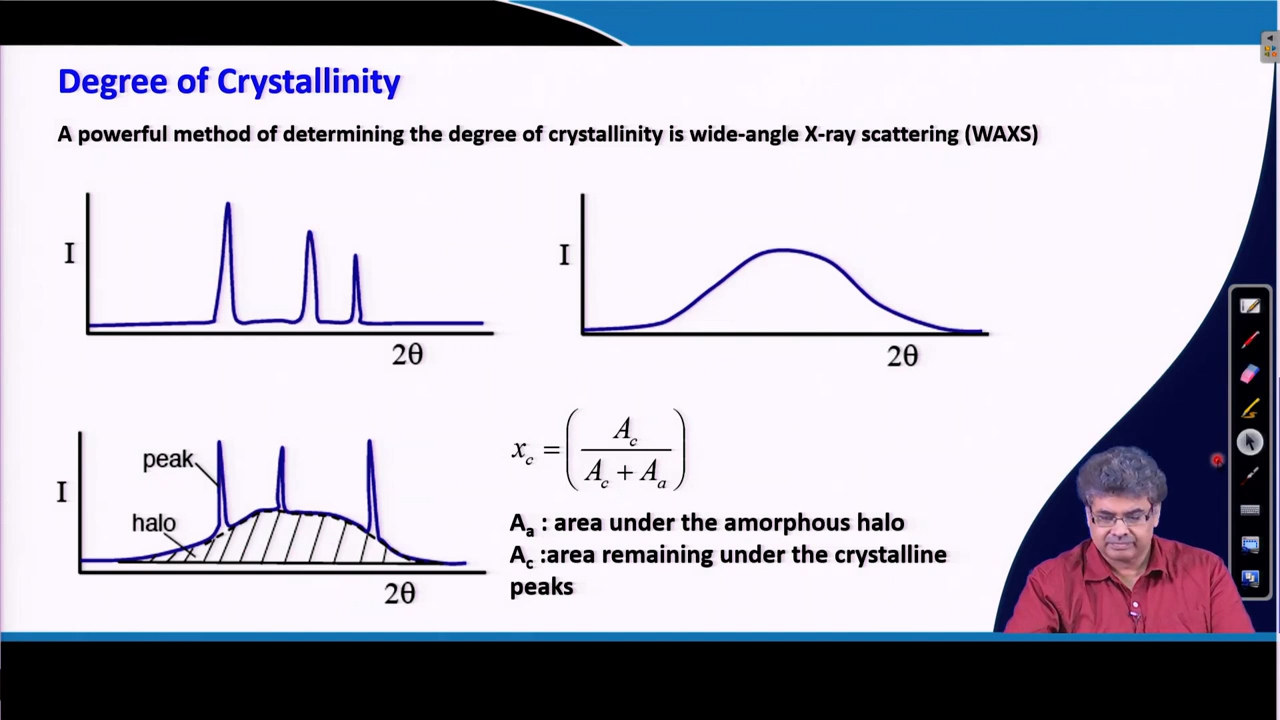 Degree of Crystallinity
A powerful method of determining the degree of crystallinity is wide-angle X-ray scattering (WAXS)
I
2θ
I
2θ
peak
halo
I
2θ
x_c = ( A_c / (A_c + A_a) )
A_a : area under the amorphous halo
A_c :area remaining under the crystalline
peaks